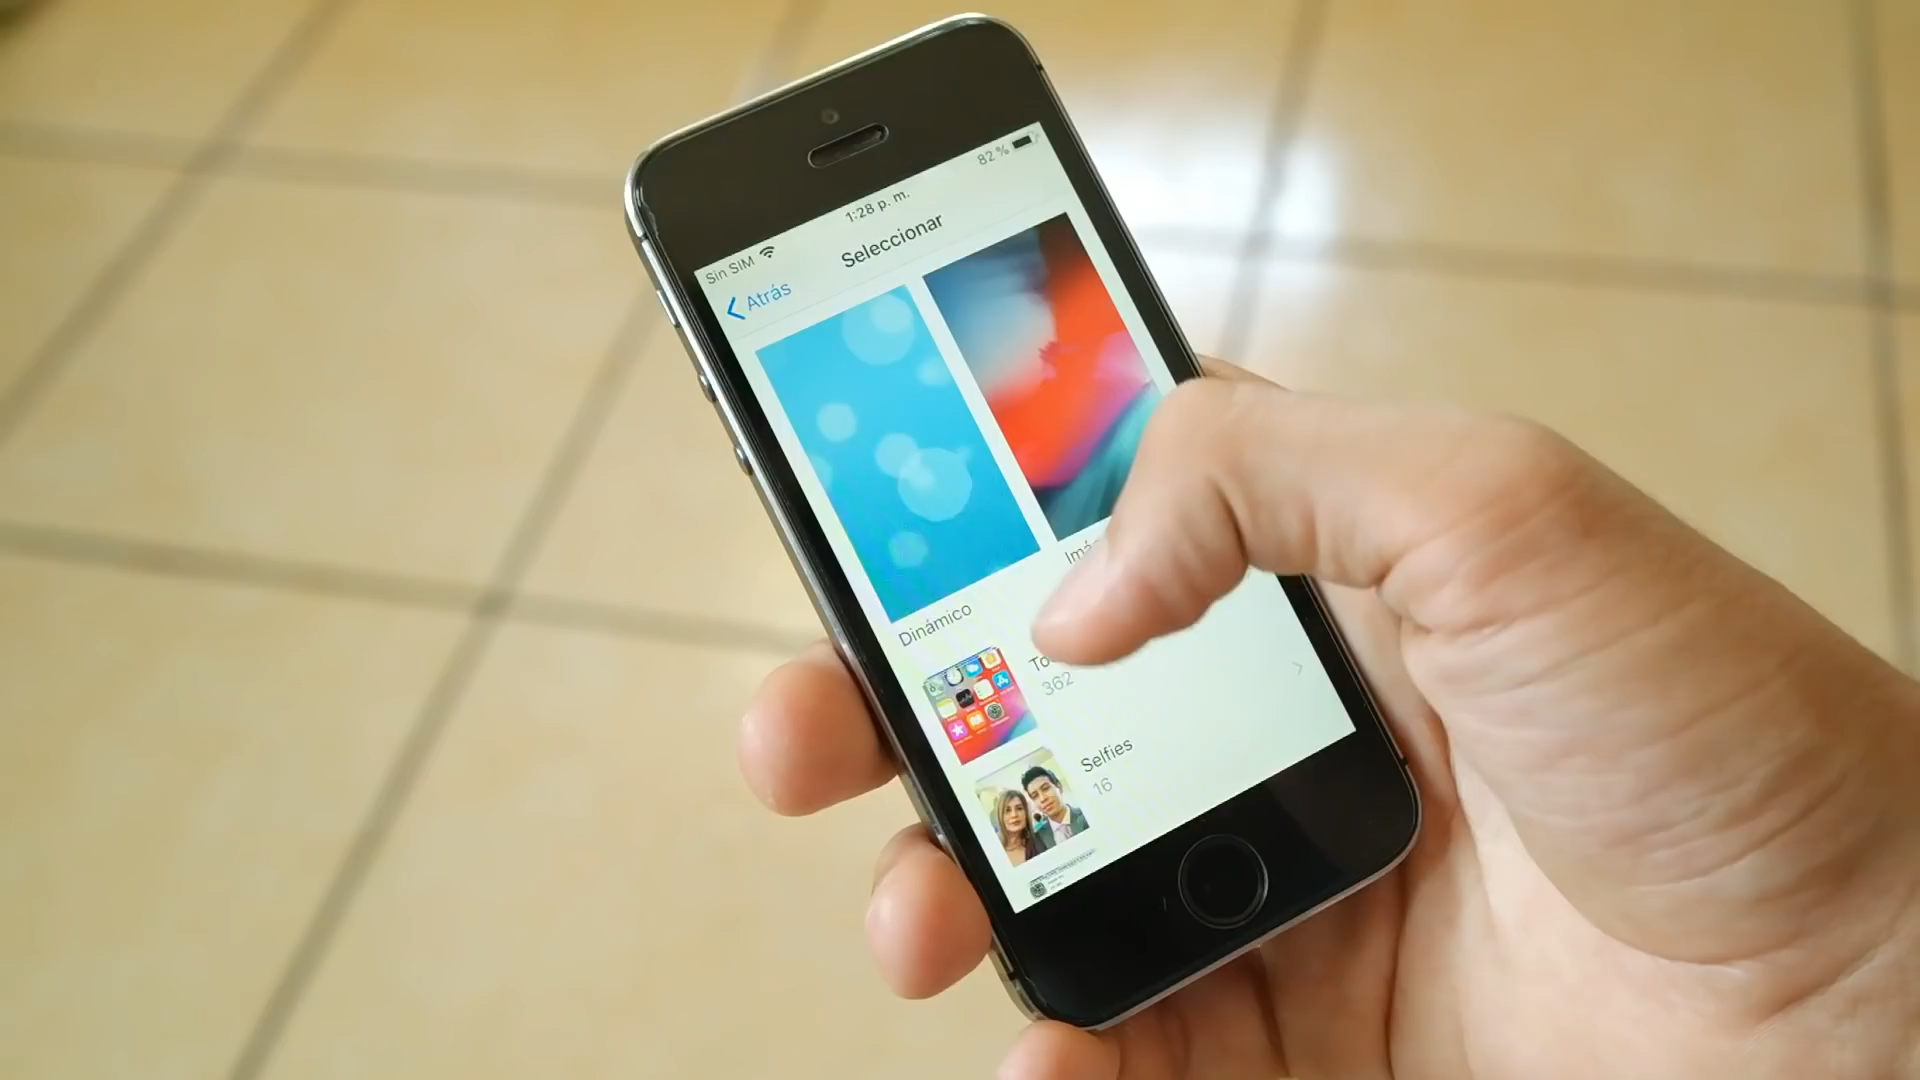 Sin SIM
1:28 p. m.
82 %
Atrás
Seleccionar
Dinámico
362
Selfies
16